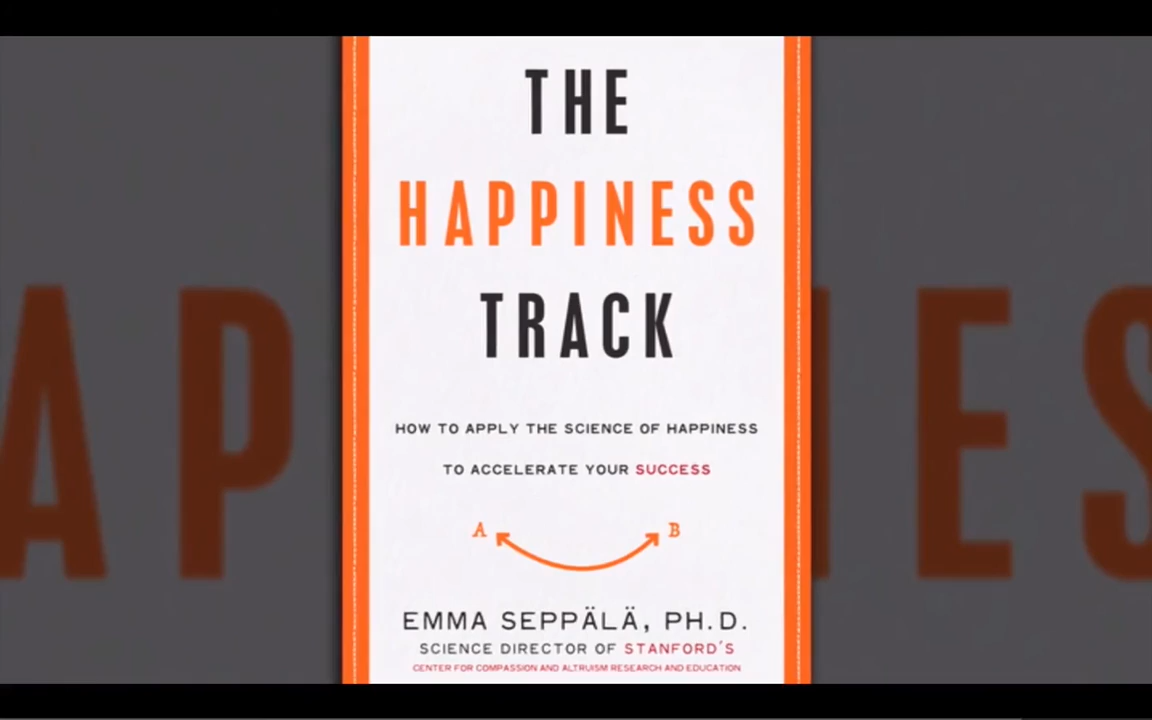 THE
HAPPINESS
TRACK
HOW TO APPLY THE SCIENCE OF HAPPINESS
TO ACCELERATE YOUR SUCCESS
A B
EMMA SEPPÄLÄ, PH.D.
SCIENCE DIRECTOR OF STANFORD'S
CENTER FOR COMPASSION AND ALTRUISM RESEARCH AND EDUCATION